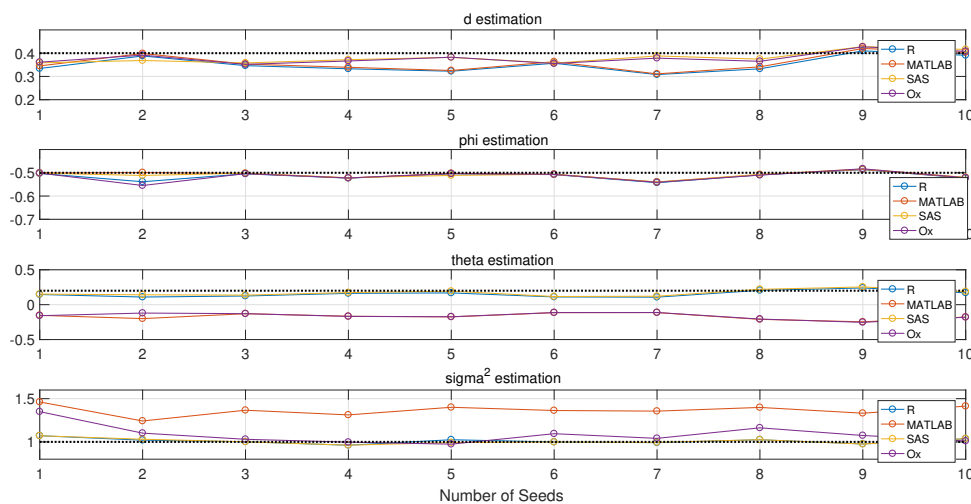 d estimation
0.4
0.3
0.2
R
MATLAB
SAS
Ox
1 2 3 4 5 6 7 8 9 10
phi estimation
-0.5
-0.6
-0.7
R
MATLAB
SAS
Ox
1 2 3 4 5 6 7 8 9 0
theta estimation
0.5
0
-0.5
R
MATLAB
SAS
Ox
1 2 3 4 5 6 7 8 9 10
sigma² estimation
1.5
1
R
MATLAB
SAS
Ox
1 2 3 4 5 6 7 8 9 10
Number of Seeds